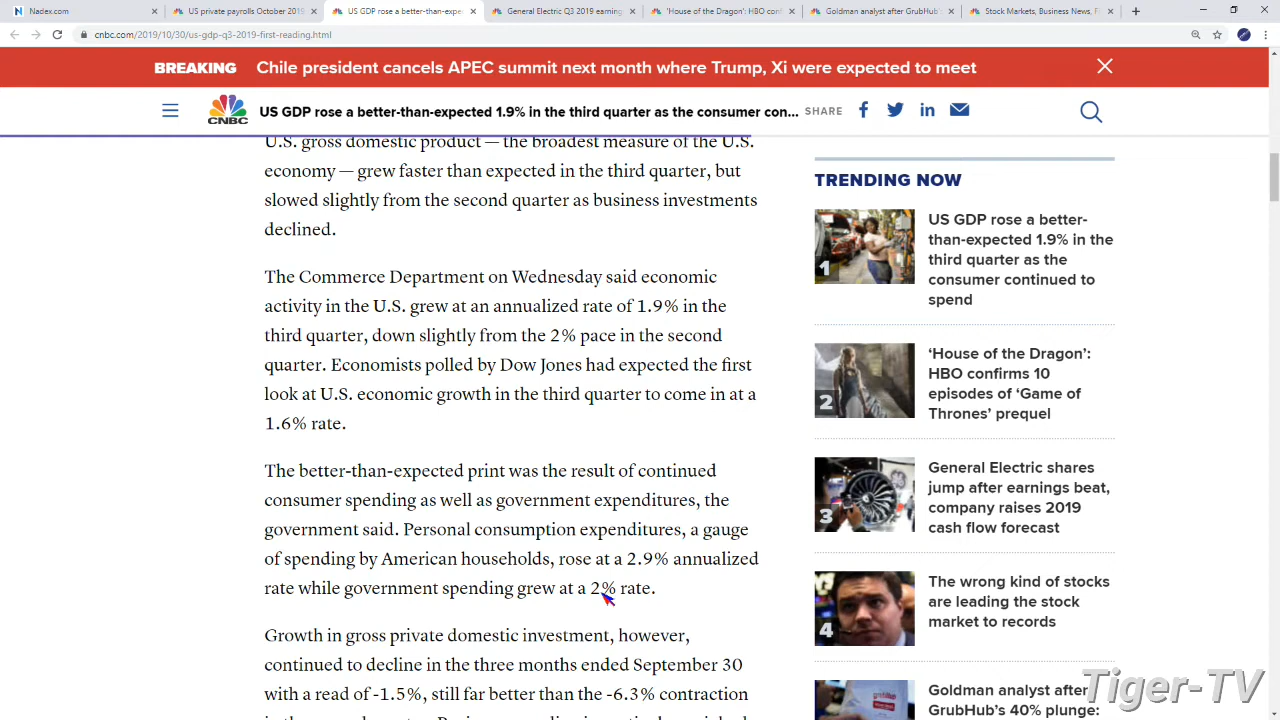 Nadex.com
US private payrolls October 2019
US GDP rose a better-than-expe
General Electric Q3 2019 earning
'House of the Dragon': HBO conf
Goldman analyst after GrubHub's
Stock Markets, Business News, F
cnbc.com/2019/10/30/us-gdp-q3-2019-first-reading.html
BREAKING Chile president cancels APEC summit next month where Trump, Xi were expected to meet
CNBC
US GDP rose a better-than-expected 1.9% in the third quarter as the consumer con...
SHARE
U.S. gross domestic product — the broadest measure of the U.S.
economy — grew faster than expected in the third quarter, but
slowed slightly from the second quarter as business investments
declined.
The Commerce Department on Wednesday said economic
activity in the U.S. grew at an annualized rate of 1.9% in the
third quarter, down slightly from the 2% pace in the second
quarter. Economists polled by Dow Jones had expected the first
look at U.S. economic growth in the third quarter to come in at a
1.6% rate.
The better-than-expected print was the result of continued
consumer spending as well as government expenditures, the
government said. Personal consumption expenditures, a gauge
of spending by American households, rose at a 2.9% annualized
rate while government spending grew at a 2% rate.
Growth in gross private domestic investment, however,
continued to decline in the three months ended September 30
with a read of -1.5%, still far better than the -6.3% contraction
TRENDING NOW
1
US GDP rose a better-
than-expected 1.9% in the
third quarter as the
consumer continued to
spend
2
‘House of the Dragon’:
HBO confirms 10
episodes of ‘Game of
Thrones’ prequel
3
General Electric shares
jump after earnings beat,
company raises 2019
cash flow forecast
4
The wrong kind of stocks
are leading the stock
market to records
Goldman analyst after
GrubHub's 40% plunge:
Tiger-TV